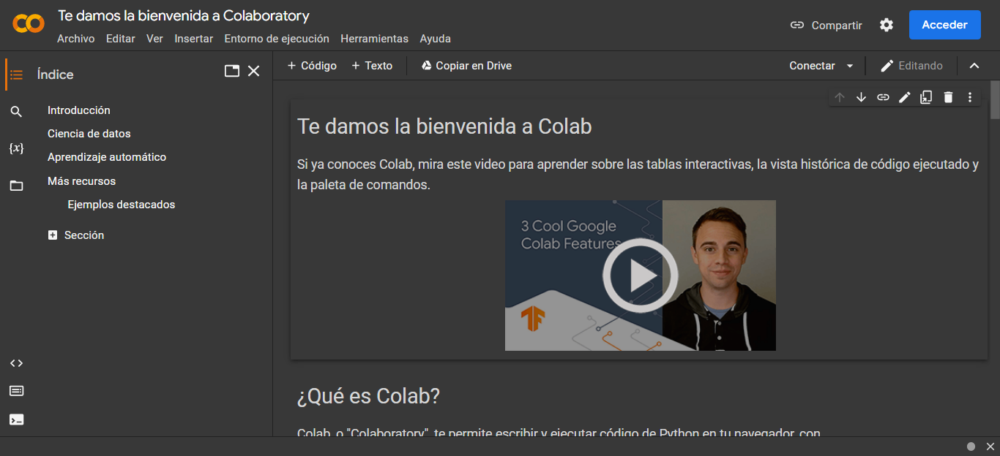 Te damos la bienvenida a Colaboratory
Archivo Editar Ver Insertar Entorno de ejecución Herramientas Ayuda
Compartir
Acceder
Índice
Introducción
Ciencia de datos
Aprendizaje automático
Más recursos
Ejemplos destacados
Sección
+ Código + Texto Copiar en Drive
Conectar Editando
Te damos la bienvenida a Colab
Si ya conoces Colab, mira este video para aprender sobre las tablas interactivas, la vista histórica de código ejecutado y
la paleta de comandos.
3 Cool Google
Colab Features
¿Qué es Colab?
Colab, o "Colaboratory", te permite escribir y ejecutar código de Python en tu navegador, con